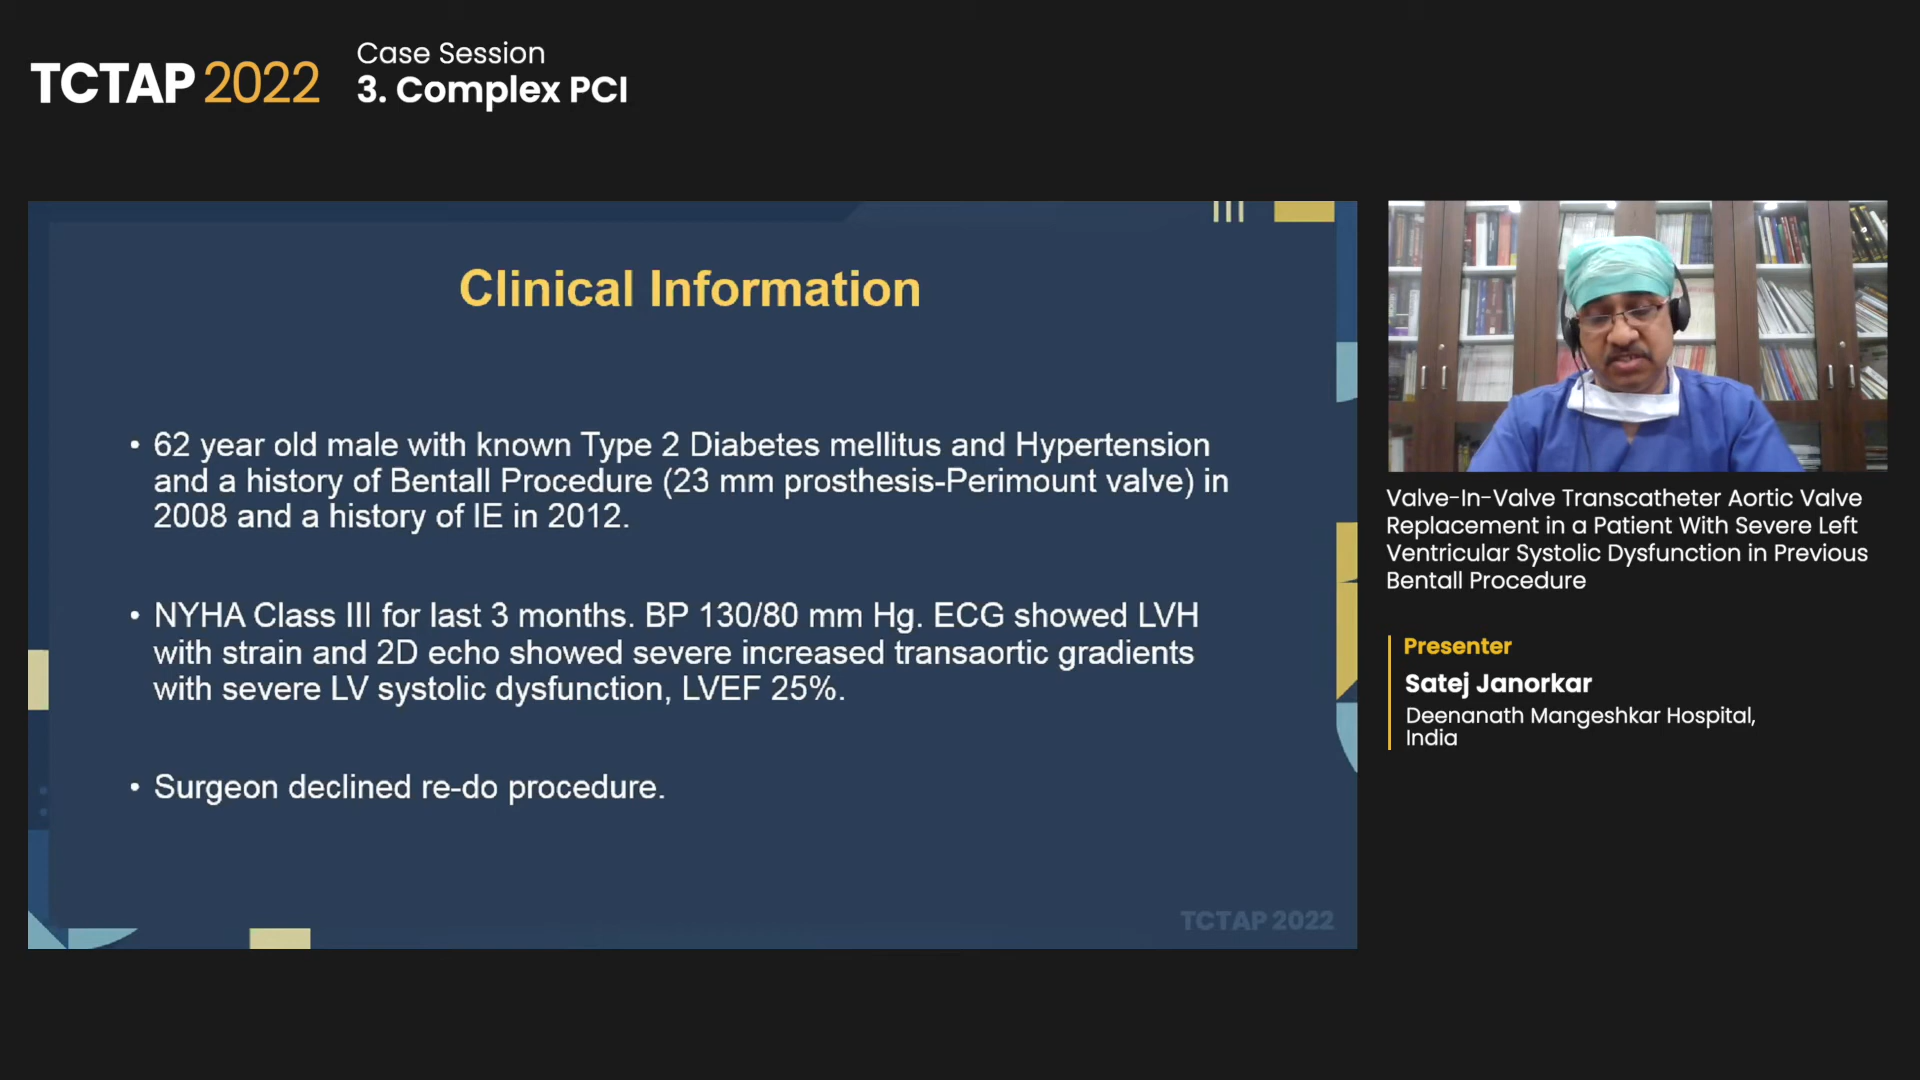 TCTAP 2022
Case Session
3. Complex PCI
Clinical Information
• 62 year old male with known Type 2 Diabetes mellitus and Hypertension
and a history of Bentall Procedure (23 mm prosthesis-Perimount valve) in
2008 and a history of IE in 2012.
• NYHA Class III for last 3 months. BP 130/80 mm Hg. ECG showed LVH
with strain and 2D echo showed severe increased transaortic gradients
with severe LV systolic dysfunction, LVEF 25%.
• Surgeon declined re-do procedure.
TCTAP 2022
Valve-In-Valve Transcatheter Aortic Valve
Replacement in a Patient With Severe Left
Ventricular Systolic Dysfunction in Previous
Bentall Procedure
Presenter
Satej Janorkar
Deenanath Mangeshkar Hospital,
India